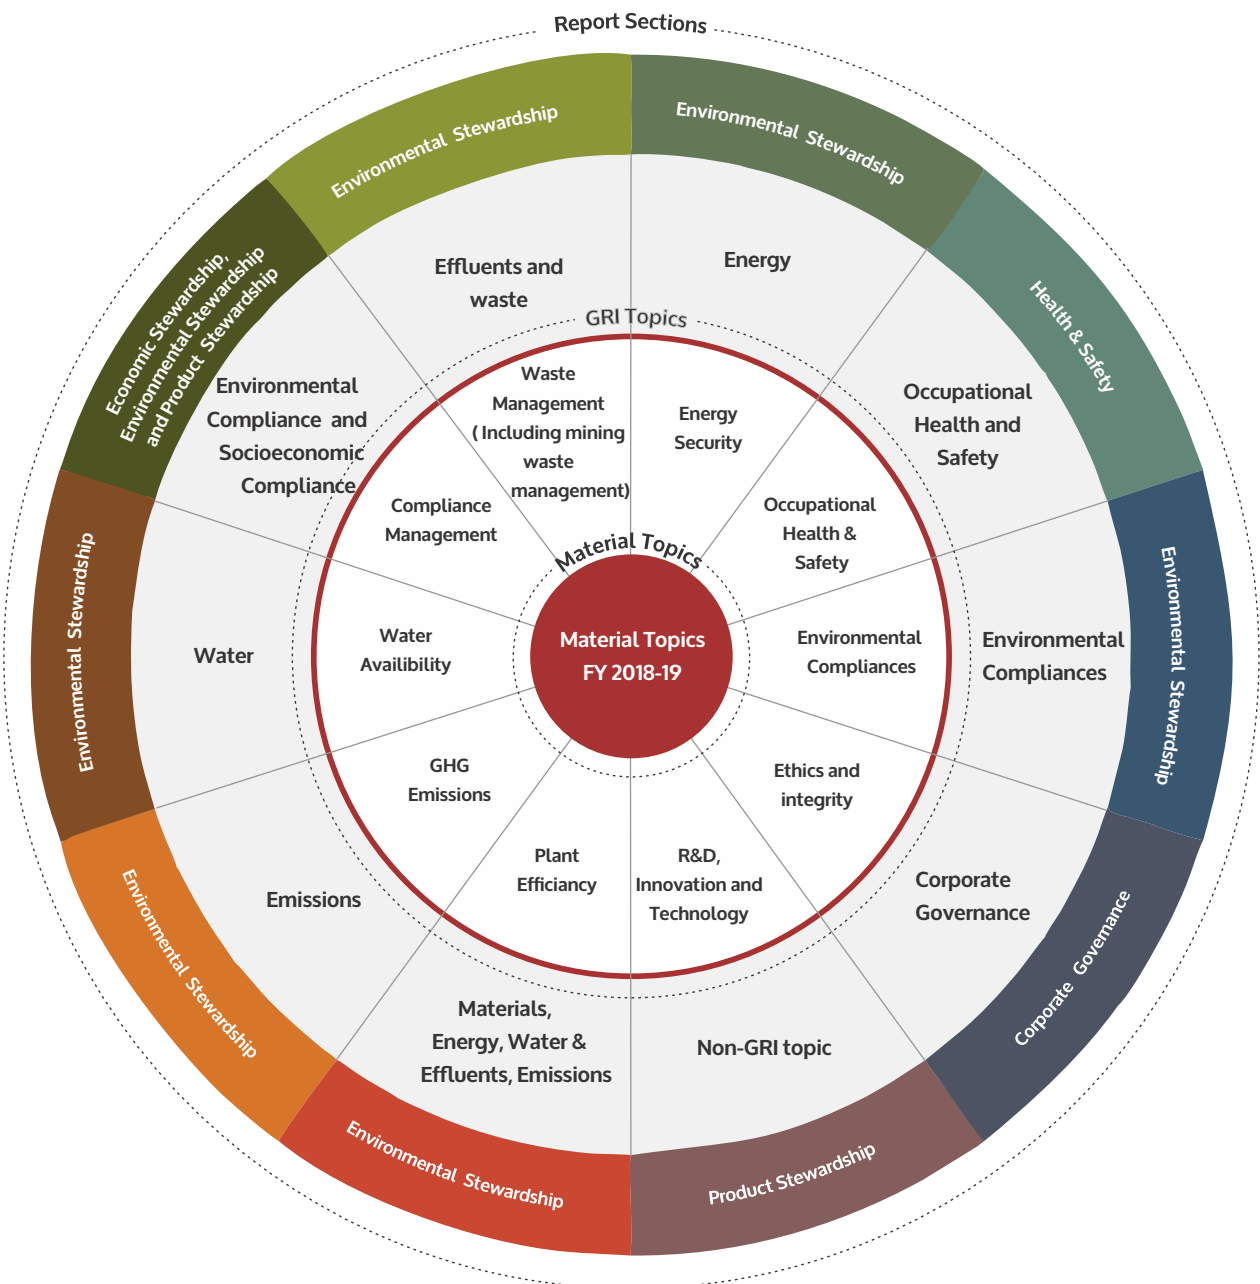 Report Sections
Environmental Stewardship
Environmental Stewardship
Health & Safety
Environmental Stewardship
Corporate Governance
Product Stewardship
Environmental Stewardship
Environmental Stewardship
Environmental Stewardship
Economic Stewardship,
Environmental Stewardship
and Product Stewardship
GRI Topics
Effluents and
waste
Energy
Occupational
Health and
Safety
Environmental
Compliances
Corporate
Governance
Non-GRI topic
Materials,
Energy, Water &
Effluents, Emissions
Emissions
Water
Environmental
Compliance and
Socioeconomic
Compliance
Material Topics
Waste
Management
( Including mining
waste
management)
Energy
Security
Occupational
Health &
Safety
Environmental
Compliances
Ethics and
integrity
R&D,
Innovation and
Technology
Plant
Efficiancy
GHG
Emissions
Water
Availibility
Compliance
Management
Material Topics
FY 2018-19